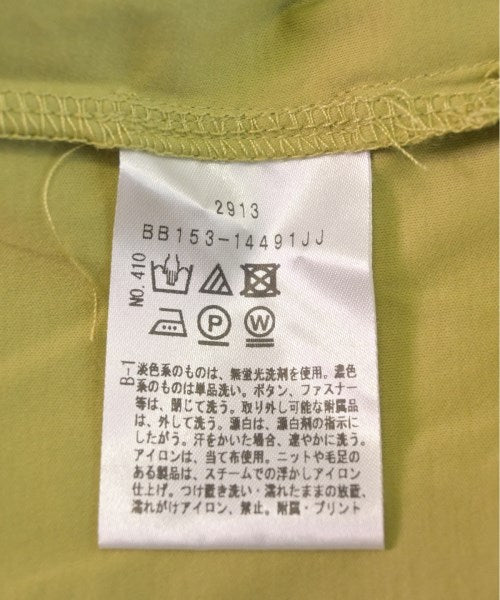 2913
BB153-14491JJ
NO.410
P
W
B-1
淡色系のものは、無蛍光洗剤を使用。濃色
系のものは単品洗い。ボタン、ファスナー
等は、閉じて洗う。取り外し可能な附属品
は、外して洗う。漂白は、漂白剤の指示に
したがう。汗をかいた場合、速やかに洗う。
アイロンは、当て布使用。ニットや毛足の
ある製品は、スチームでの浮かしアイロン
仕上げ。つけ置き洗い・濡れたままの放置、
濡れがけアイロン、禁止。附属・プリント